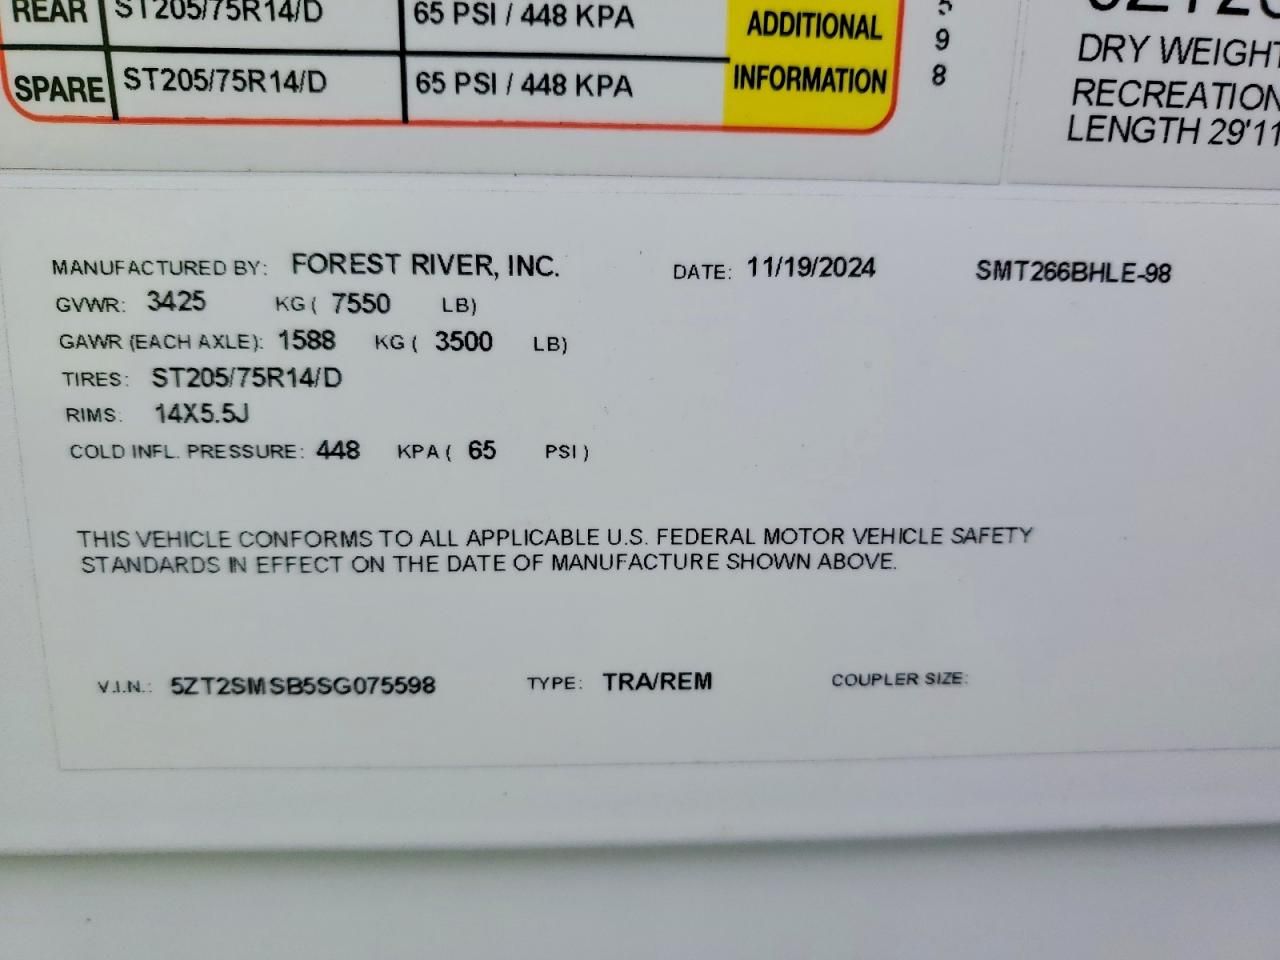 REAR ST205/75R14/D 65 PSI / 448 KPA
SPARE ST205/75R14/D 65 PSI / 448 KPA
ADDITIONAL
INFORMATION
9
8
DRY WEIGHT
RECREATION
LENGTH 29'11
MANUFACTURED BY: FOREST RIVER, INC. DATE: 11/19/2024 SMT266BHLE-98
GVWR: 3425 KG ( 7550 LB)
GAWR (EACH AXLE): 1588 KG ( 3500 LB)
TIRES: ST205/75R14/D
RIMS: 14X5.5J
COLD INFL. PRESSURE: 448 KPA ( 65 PSI )
THIS VEHICLE CONFORMS TO ALL APPLICABLE U.S. FEDERAL MOTOR VEHICLE SAFETY
STANDARDS IN EFFECT ON THE DATE OF MANUFACTURE SHOWN ABOVE.
V.I.N.: 5ZT2SMSB5SG075598 TYPE: TRA/REM COUPLER SIZE: